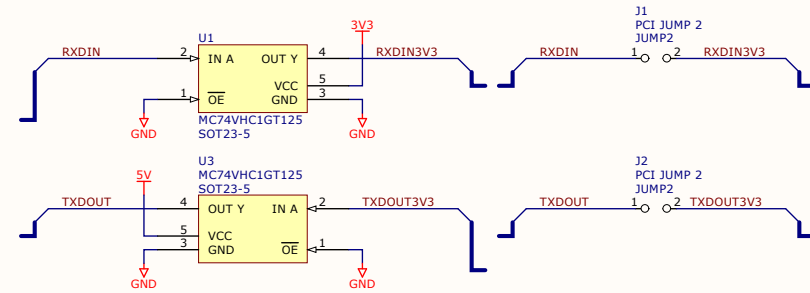 J1
PCI JUMP 2
JUMP2
3V3
U1
RXDIN 2 IN A OUT Y 4 RXDIN3V3 RXDIN 1 2 RXDIN3V3
VCC 5
1 OE GND 3
GND MC74VHC1GT125 GND
SOT23-5
U3 J2
5V MC74VHC1GT125 PCI JUMP 2
SOT23-5 JUMP2
TXDOUT 4 OUT Y IN A 2 TXDOUT3V3 TXDOUT 1 2 TXDOUT3V3
5 VCC
3 GND OE 1
GND GND